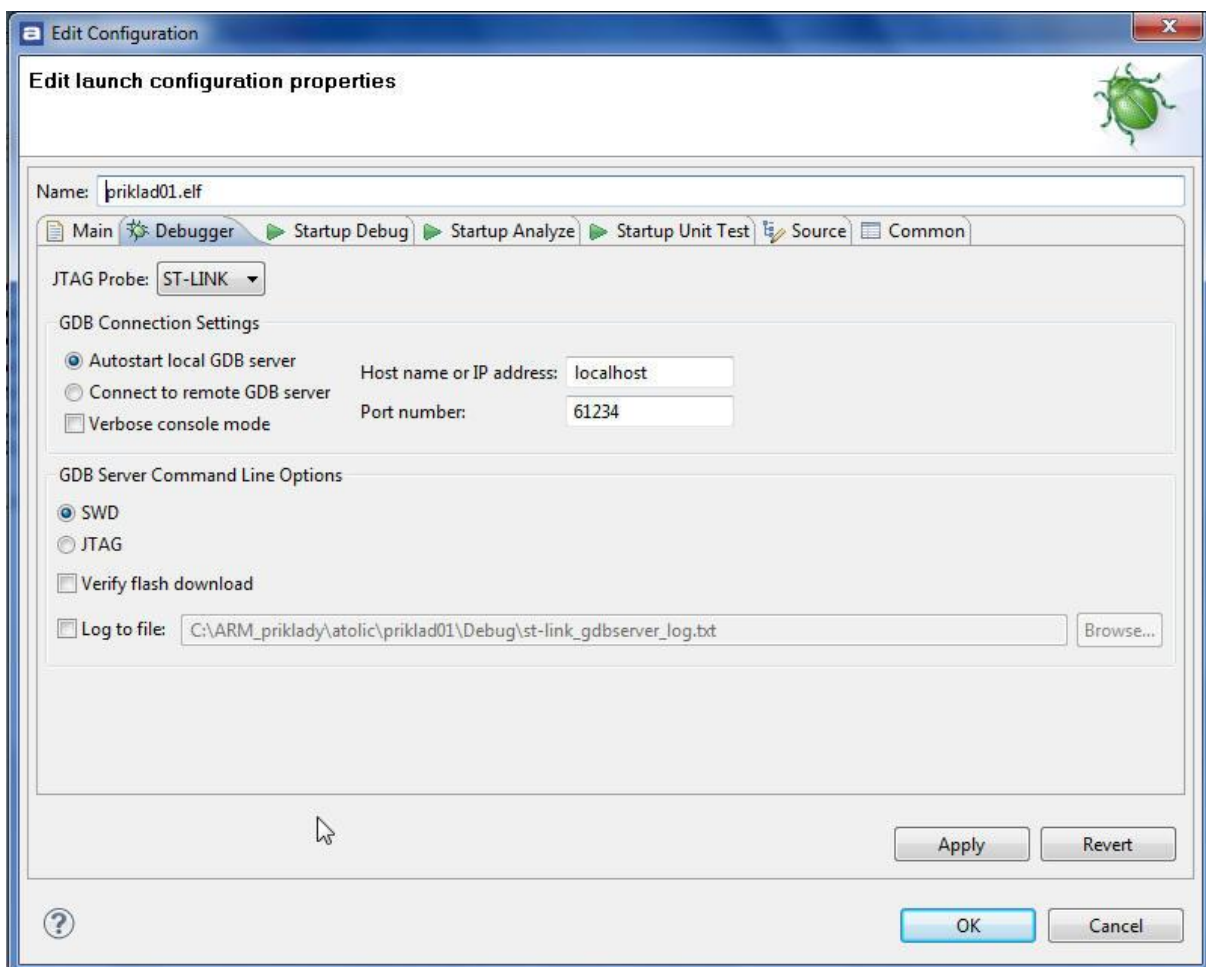 a Edit Configuration X
Edit launch configuration properties
Name: priklad01.elf
Main Debugger Startup Debug Startup Analyze Startup Unit Test Source Common
JTAG Probe: ST-LINK
GDB Connection Settings
Autostart local GDB server
Host name or IP address: localhost
Connect to remote GDB server
Port number: 61234
Verbose console mode
GDB Server Command Line Options
SWD
JTAG
Verify flash download
Log to file: C:\ARM_priklady\atolic\priklad01\Debug\st-link_gdbserver_log.txt Browse...
Apply Revert
? OK Cancel